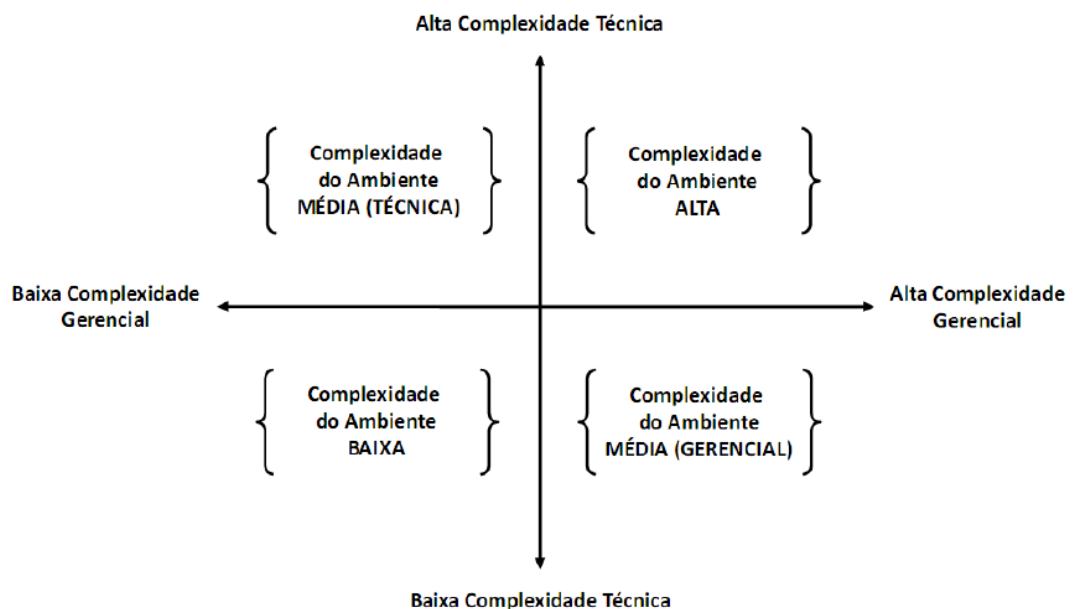 Alta Complexidade Técnica
Complexidade
do Ambiente
MÉDIA (TÉCNICA)
Complexidade
do Ambiente
ALTA
Baixa Complexidade
Gerencial
Alta Complexidade
Gerencial
Complexidade
do Ambiente
BAIXA
Complexidade
do Ambiente
MÉDIA (GERENCIAL)
Baixa Complexidade Técnica